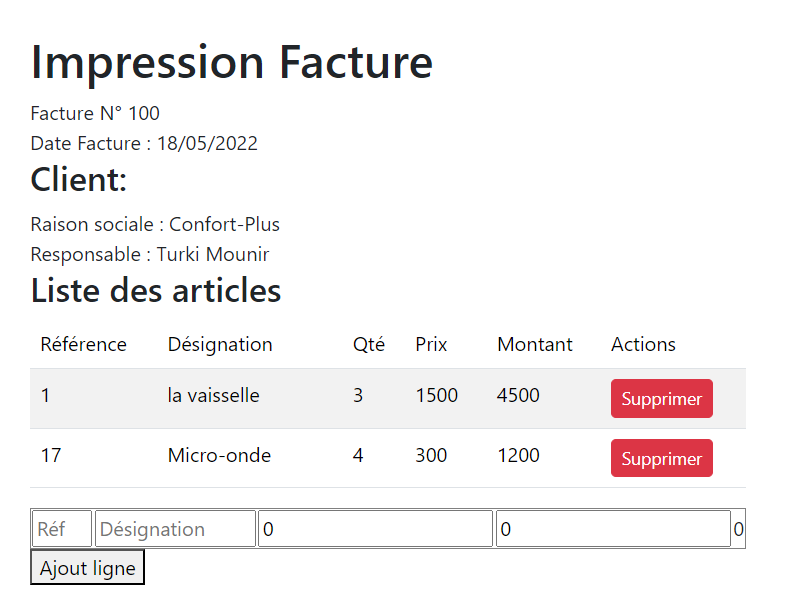 Impression Facture
Facture N° 100
Date Facture : 18/05/2022
Client:
Raison sociale : Confort-Plus
Responsable : Turki Mounir
Liste des articles
Référence Désignation Qté Prix Montant Actions
1 la vaisselle 3 1500 4500 Supprimer
17 Micro-onde 4 300 1200 Supprimer
Réf Désignation 0 0 0
Ajout ligne